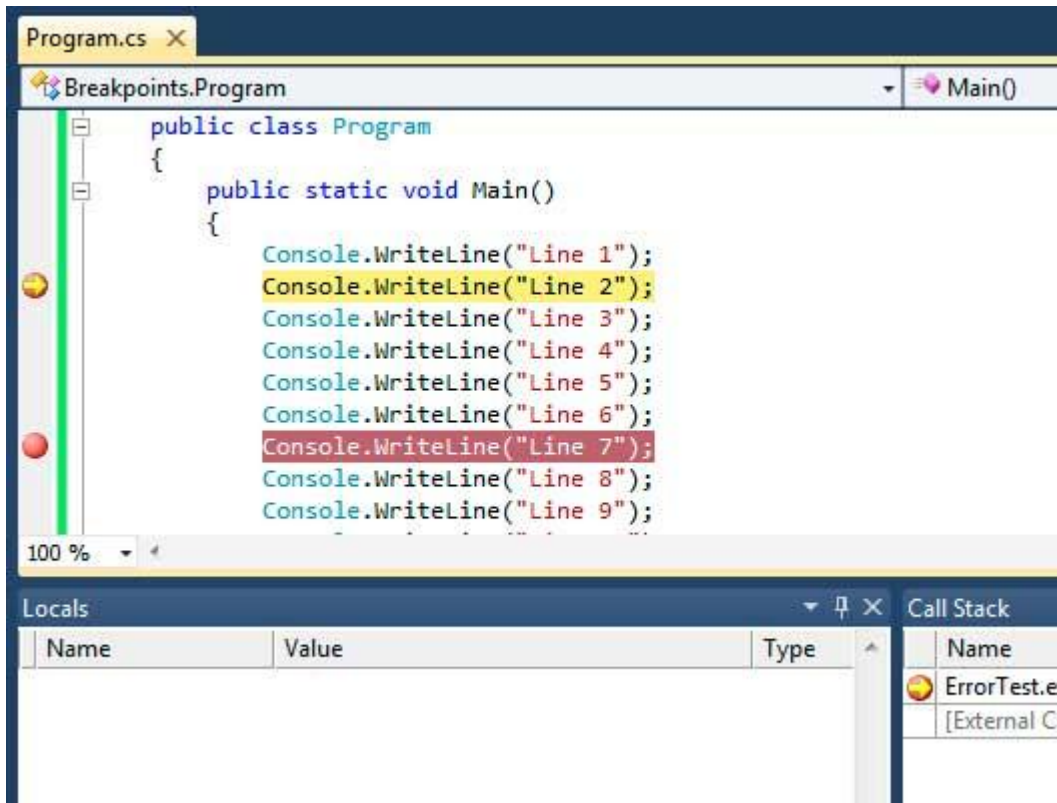 Program.cs
Breakpoints.Program
Main()
public class Program
{
public static void Main()
{
Console.WriteLine("Line 1");
Console.WriteLine("Line 2");
Console.WriteLine("Line 3");
Console.WriteLine("Line 4");
Console.WriteLine("Line 5");
Console.WriteLine("Line 6");
Console.WriteLine("Line 7");
Console.WriteLine("Line 8");
Console.WriteLine("Line 9");
100 %
Locals
Call Stack
Name Value Type
Name
ErrorTest.e
[External C